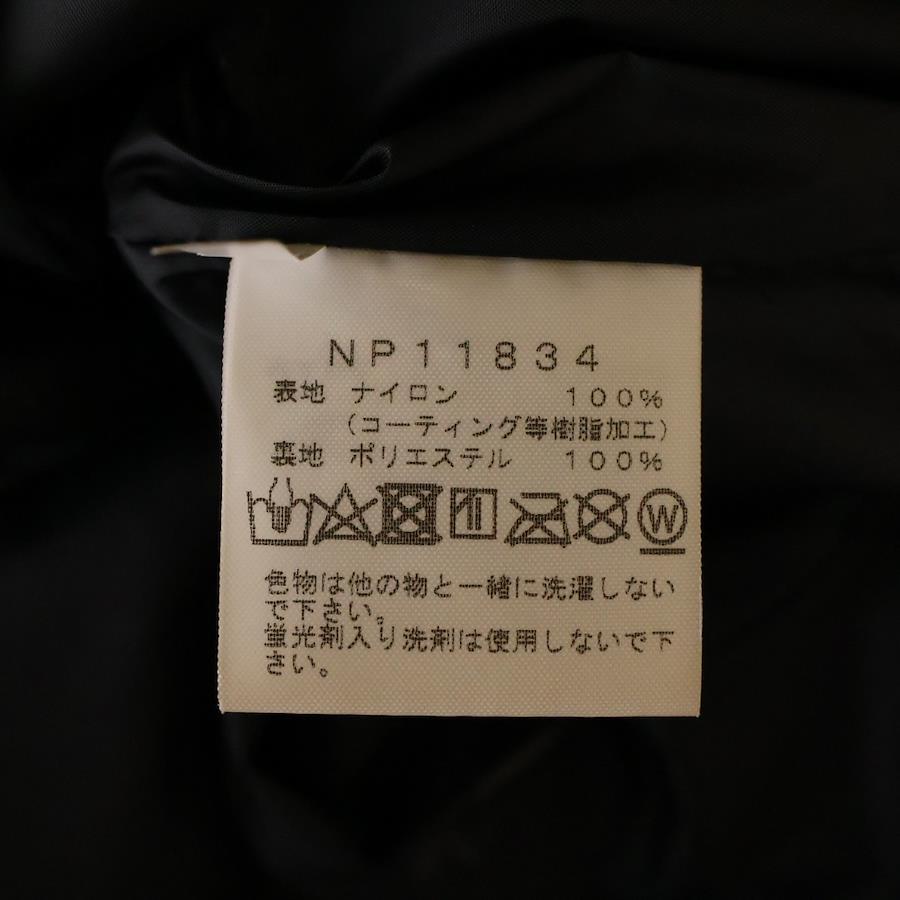 NP11834
表地 ナイロン 100%
(コーティング等樹脂加工)
裏地 ポリエステル 100%
W
色物は他の物と一緒に洗濯しない
で下さい。
蛍光剤入り洗剤は使用しないで下
さい。